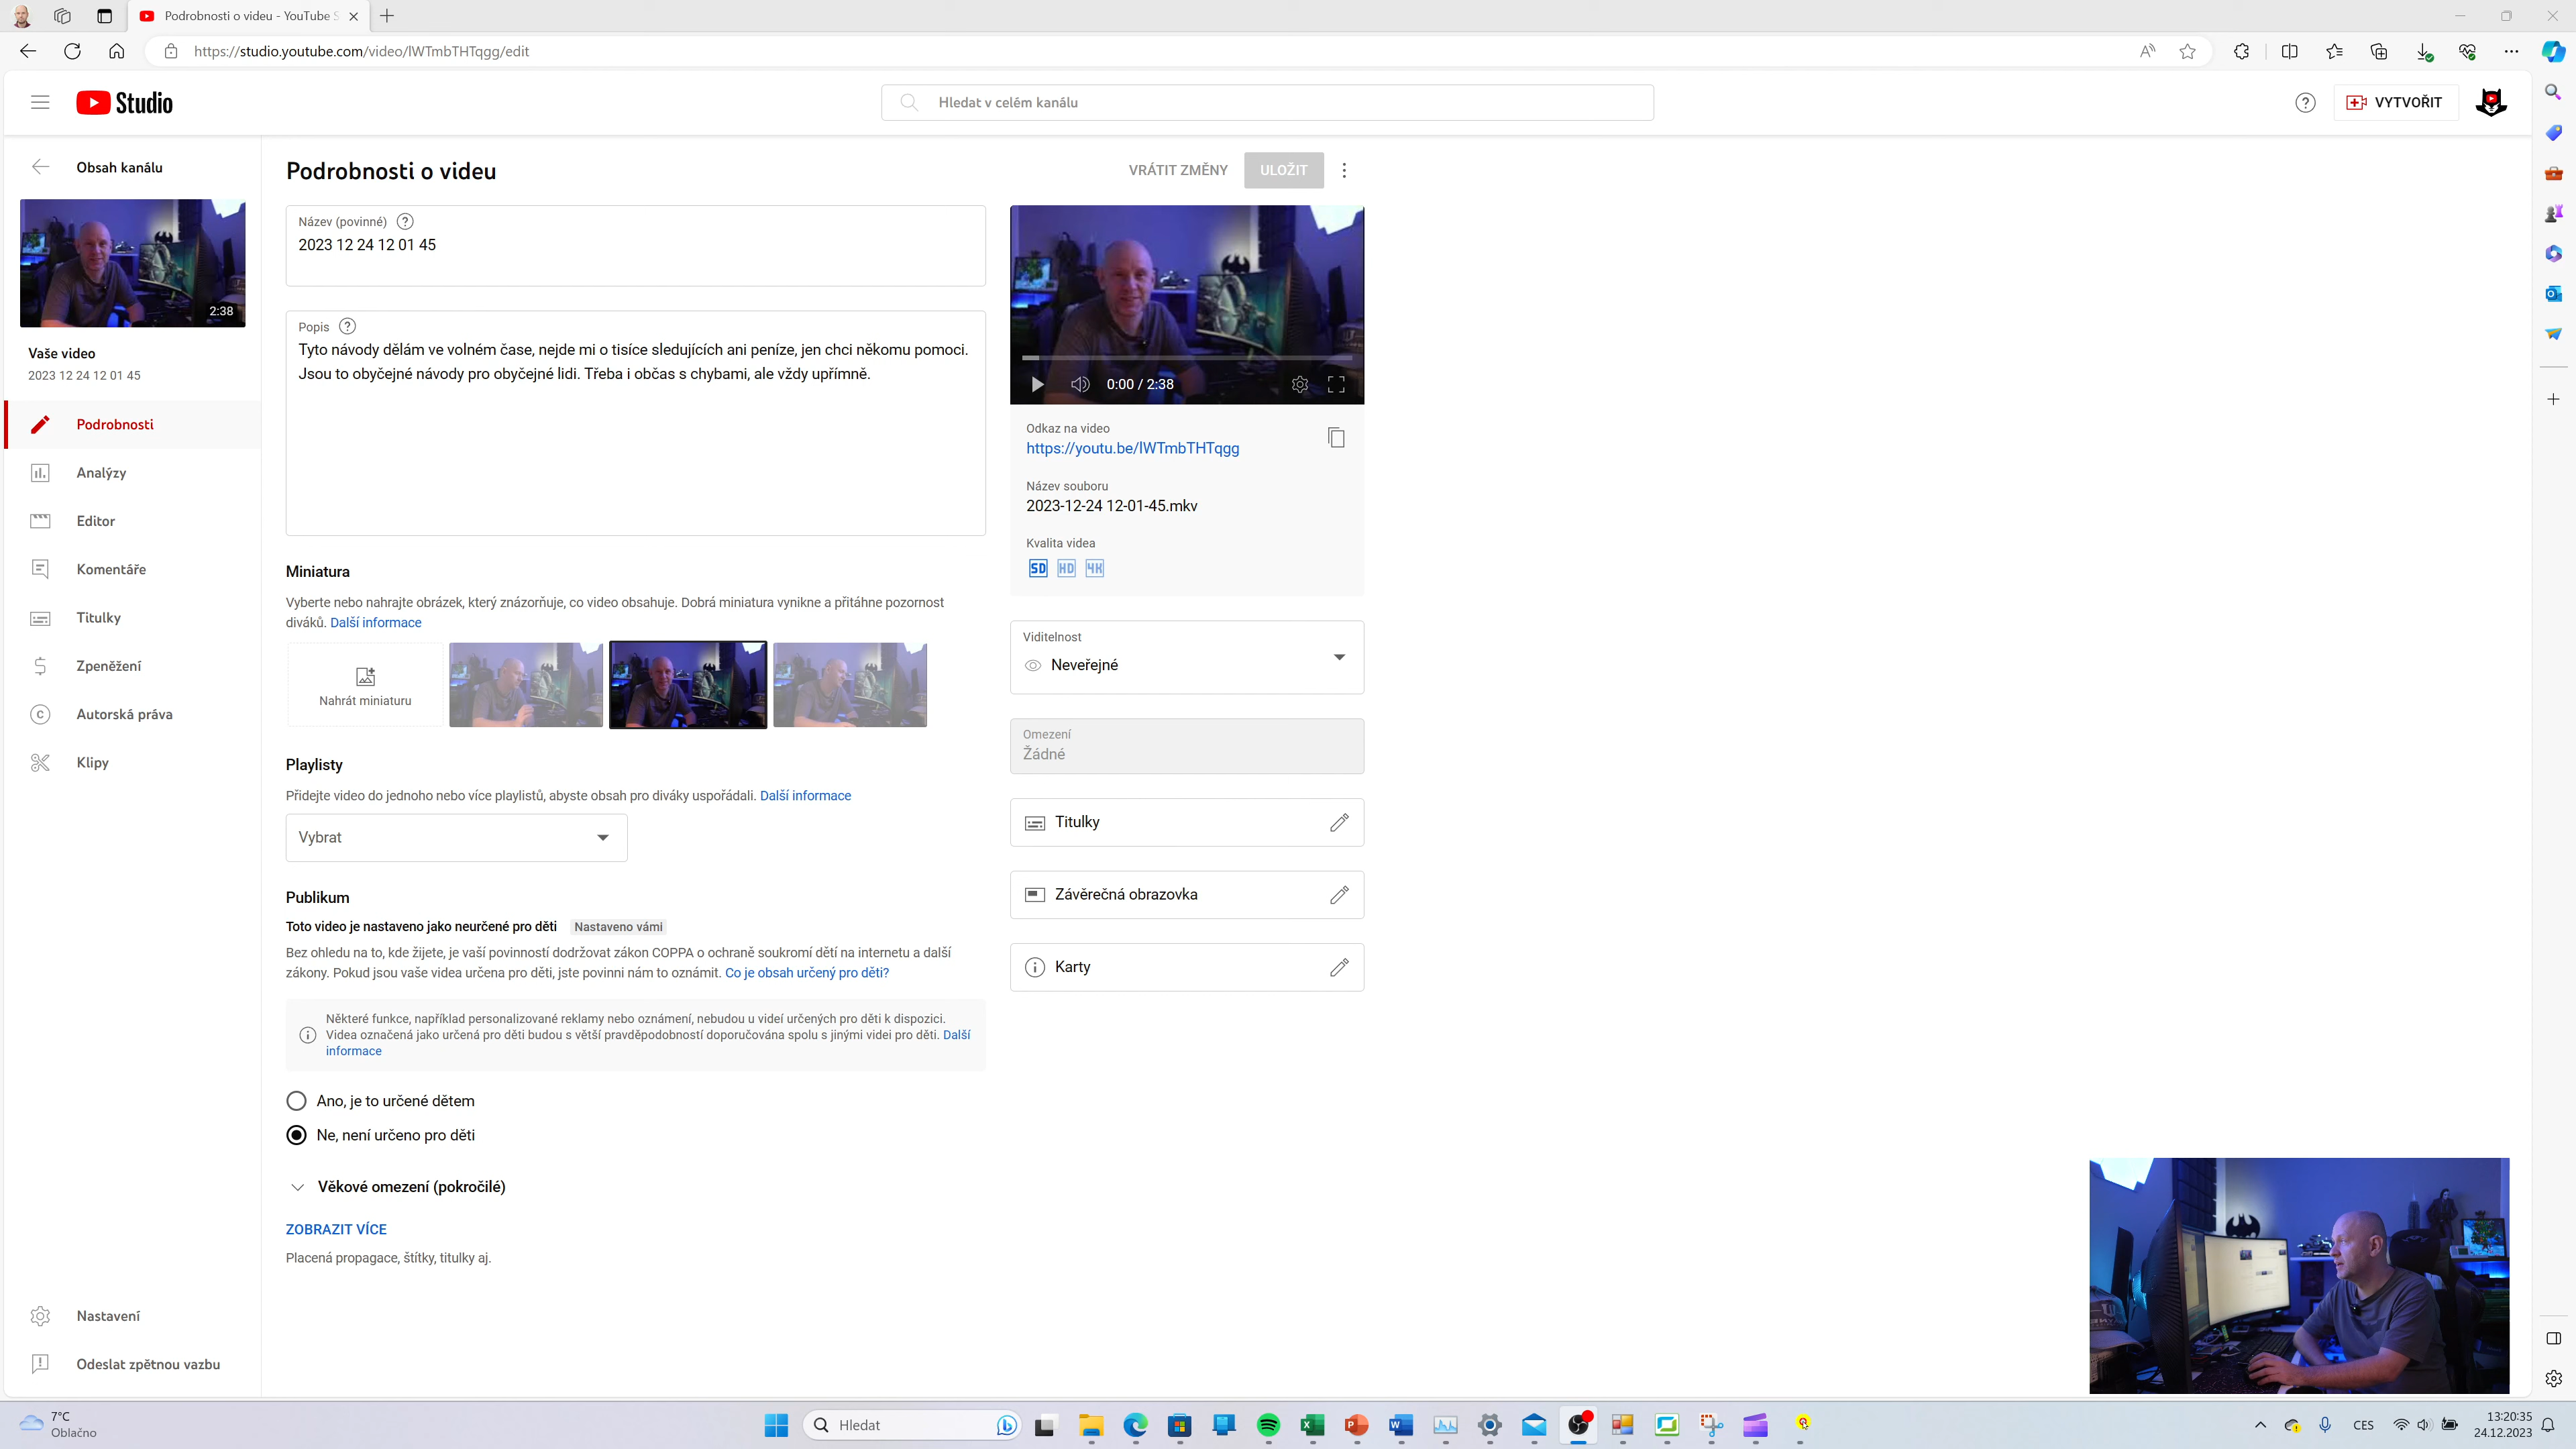 Podrobnosti o videu - YouTube S
https://studio.youtube.com/video/lWTmbTHTqgg/edit
Studio
Hledat v celém kanálu
VYTVOŘIT
Obsah kanálu
2:38
Vaše video
2023 12 24 12 01 45
Podrobnosti
Analýzy
Editor
Komentáře
Titulky
Zpeněžení
Autorská práva
Klipy
Nastavení
Odeslat zpětnou vazbu
Podrobnosti o videu
VRÁTIT ZMĚNY
ULOŽIT
Název (povinné)
2023 12 24 12 01 45
Popis
Tyto návody dělám ve volném čase, nejde mi o tisíce sledujících ani peníze, jen chci někomu pomoci.
Jsou to obyčejné návody pro obyčejné lidi. Třeba i občas s chybami, ale vždy upřímně.
Miniatura
Vyberte nebo nahrajte obrázek, který znázorňuje, co video obsahuje. Dobrá miniatura vynikne a přitáhne pozornost
diváků. Další informace
Nahrát miniaturu
Playlisty
Přidejte video do jednoho nebo více playlistů, abyste obsah pro diváky uspořádali. Další informace
Vybrat
Publikum
Toto video je nastaveno jako neurčené pro děti Nastaveno vámi
Bez ohledu na to, kde žijete, je vaší povinností dodržovat zákon COPPA o ochraně soukromí dětí na internetu a další
zákony. Pokud jsou vaše videa určena pro děti, jste povinni nám to oznámit. Co je obsah určený pro děti?
Některé funkce, například personalizované reklamy nebo oznámení, nebudou u videí určených pro děti k dispozici.
Videa označená jako určená pro děti budou s větší pravděpodobností doporučována spolu s jinými videi pro děti. Další
informace
Ano, je to určené dětem
Ne, není určeno pro děti
Věkové omezení (pokročilé)
ZOBRAZIT VÍCE
Placená propagace, štítky, titulky aj.
0:00 / 2:38
Odkaz na video
https://youtu.be/lWTmbTHTqgg
Název souboru
2023-12-24 12-01-45.mkv
Kvalita videa
SD HD 4K
Viditelnost
Neveřejné
Omezení
Žádné
Titulky
Závěrečná obrazovka
Karty
7°C
Oblačno
Hledat
CES
13:20:35
24.12.2023